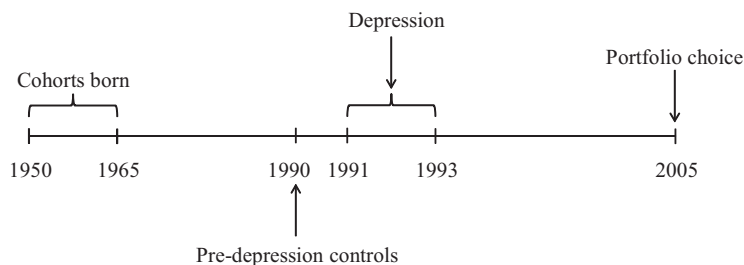 Depression
Portfolio choice
Cohorts born
1950 1965 1990 1991 1993 2005
Pre-depression controls